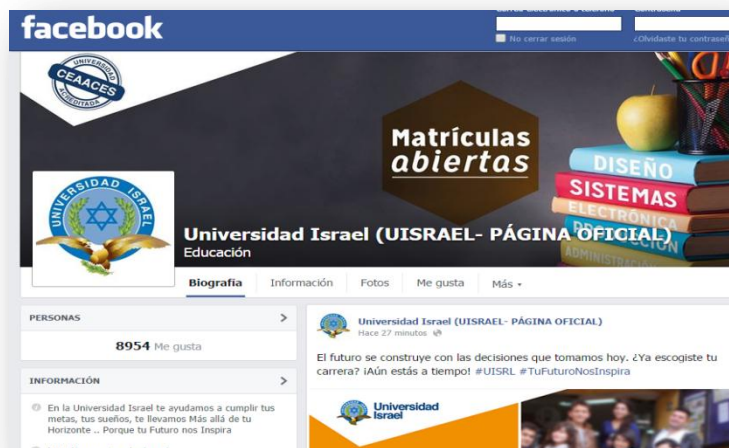 facebook
No cerrar sesión
¿Olvidaste tu contraseñ
UNIVERSIDAD
CEAACES
ACREDITADA
Matrículas
abiertas
DISEÑO
SISTEMAS
ELECTRÓNICA
PRODUCCIÓN
UNIVERSIDAD ISRAEL
Universidad Israel (UISRAEL- PÁGINA OFICIAL)
Educación
Biografía Información Fotos Me gusta Más
PERSONAS
8954 Me gusta
INFORMACIÓN
En la Universidad Israel te ayudamos a cumplir tus
metas, tus sueños, te llevamos Más allá de tu
Horizonte .. Porque tu Futuro nos Inspira
Universidad Israel (UISRAEL- PÁGINA OFICIAL)
Hace 27 minutos
El futuro se construye con las decisiones que tomamos hoy. ¿Ya escogiste tu
carrera? ¡Aún estás a tiempo! #UISRL #TuFuturoNosInspira
Universidad
Israel